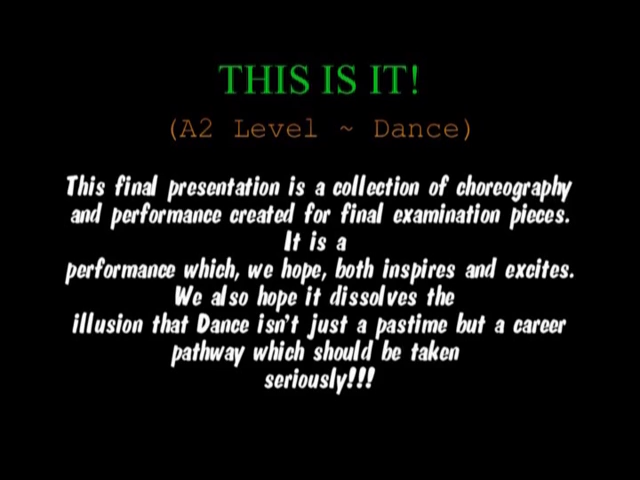 THIS IS IT!
(A2 Level ~ Dance)
This final presentation is a collection of choreography
and performance created for final examination pieces.
It is a
performance which, we hope, both inspires and excites.
We also hope it dissolves the
illusion that Dance isn't just a pastime but a career
pathway which should be taken
seriously!!!